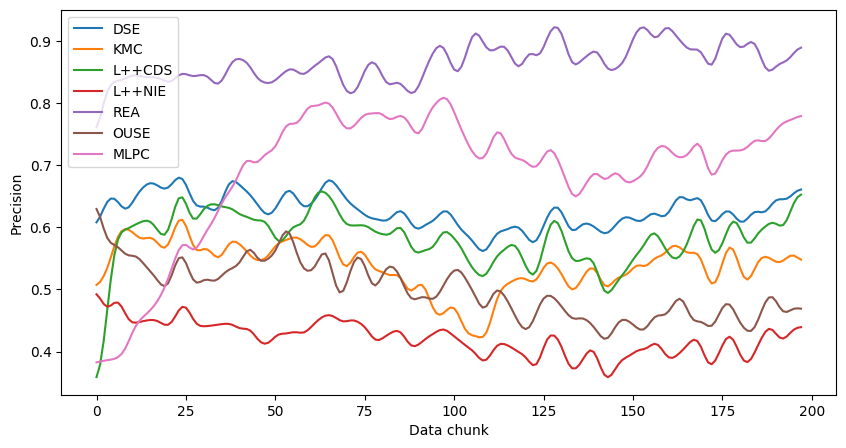 DSE
KMC
L++CDS
L++NIE
REA
OUSE
MLPC
Precision
0.9
0.8
0.7
0.6
0.5
0.4
0 25 50 75 100 125 150 175 200
Data chunk